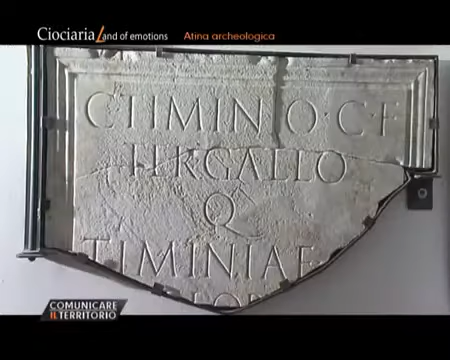 Ciociaria Land of emotions Atina archeologica
C TIMINIO · C · F
TER GALLO
Q
TIMINIAE
COMUNICARE
IL TERRITORIO